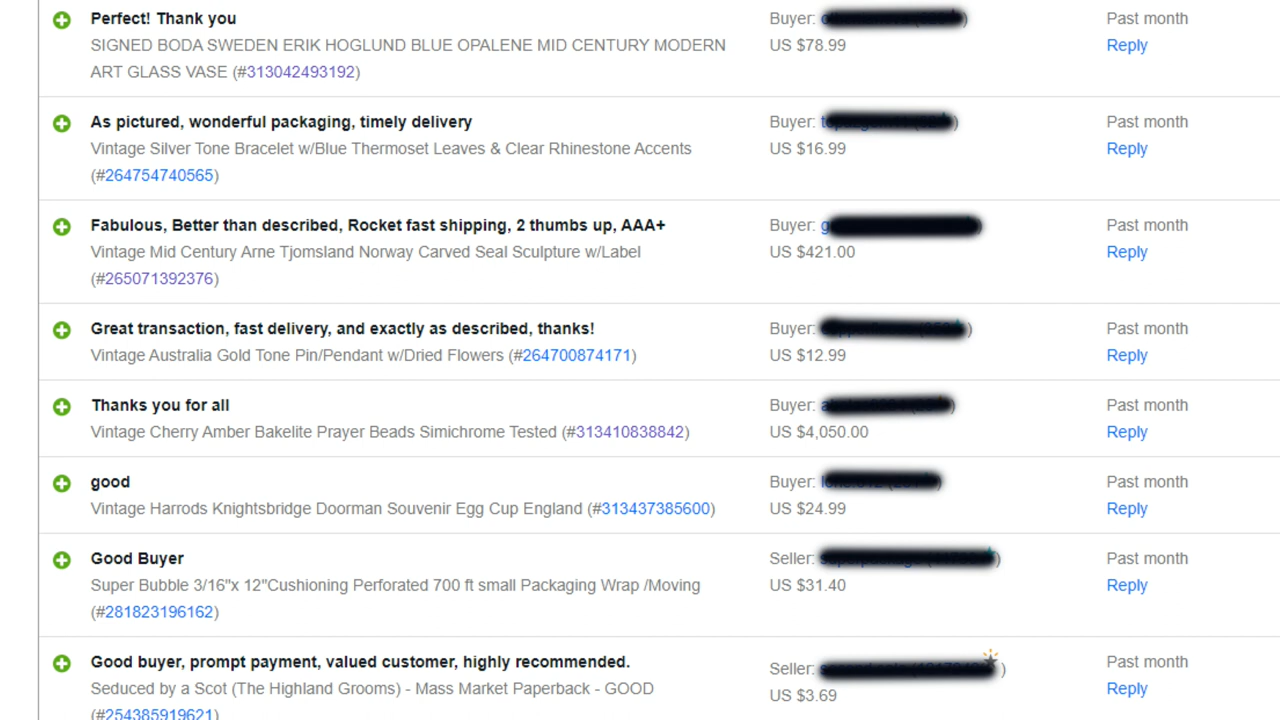 Perfect! Thank you
Buyer:
Past month
SIGNED BODA SWEDEN ERIK HOGLUND BLUE OPALENE MID CENTURY MODERN
US $78.99
Reply
ART GLASS VASE (#313042493192)
As pictured, wonderful packaging, timely delivery
Buyer:
Past month
Vintage Silver Tone Bracelet w/Blue Thermoset Leaves & Clear Rhinestone Accents
US $16.99
Reply
(#264754740565)
Fabulous, Better than described, Rocket fast shipping, 2 thumbs up, AAA+
Buyer:
Past month
Vintage Mid Century Arne Tjomsland Norway Carved Seal Sculpture w/Label
US $421.00
Reply
(#265071392376)
Great transaction, fast delivery, and exactly as described, thanks!
Buyer:
Past month
Vintage Australia Gold Tone Pin/Pendant w/Dried Flowers (#264700874171)
US $12.99
Reply
Thanks you for all
Buyer:
Past month
Vintage Cherry Amber Bakelite Prayer Beads Simichrome Tested (#313410838842)
US $4,050.00
Reply
good
Buyer:
Past month
Vintage Harrods Knightsbridge Doorman Souvenir Egg Cup England (#313437385600)
US $24.99
Reply
Good Buyer
Seller:
Past month
Super Bubble 3/16"x 12"Cushioning Perforated 700 ft small Packaging Wrap /Moving
US $31.40
Reply
(#281823196162)
Good buyer, prompt payment, valued customer, highly recommended.
Seller:
Past month
Seduced by a Scot (The Highland Grooms) - Mass Market Paperback - GOOD
US $3.69
Reply
(#254385919621)